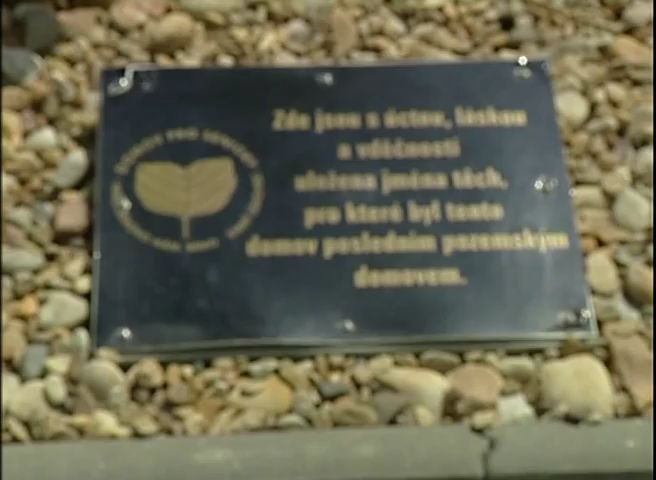 Zde jsou s úctou, láskou
a vděčností
uložena jména těch,
pro které byl tento
domov posledním pozemským
domovem.